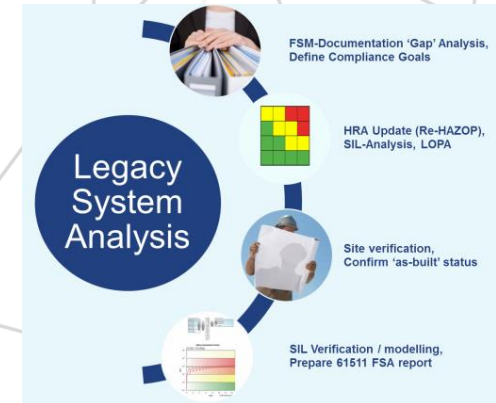 FSM-Documentation ‘Gap’ Analysis,
Define Compliance Goals
HRA Update (Re-HAZOP),
SIL-Analysis, LOPA
Legacy
System
Analysis
Site verification,
Confirm ‘as-built’ status
SIL Verification / modelling,
Prepare 61511 FSA report